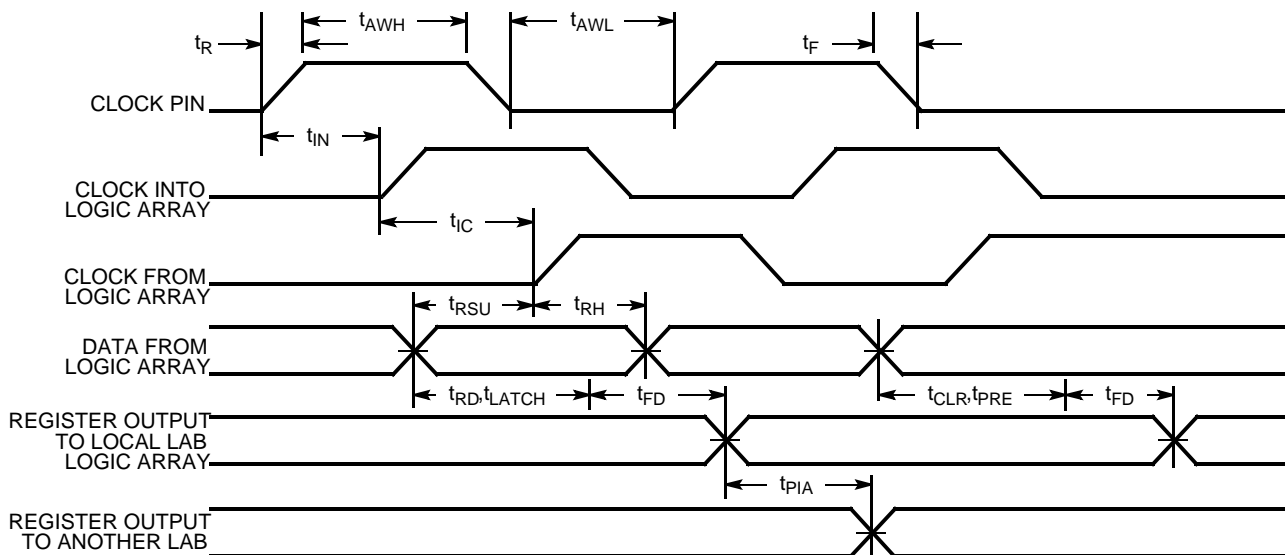 tAWH
tAWL
tR
tF
CLOCK PIN
tIN
CLOCK INTO
LOGIC ARRAY
tIC
CLOCK FROM
LOGIC ARRAY
tRSU
tRH
DATA FROM
LOGIC ARRAY
tRD,tLATCH
tFD
tCLR,tPRE
tFD
REGISTER OUTPUT
TO LOCAL LAB
LOGIC ARRAY
tPIA
REGISTER OUTPUT
TO ANOTHER LAB